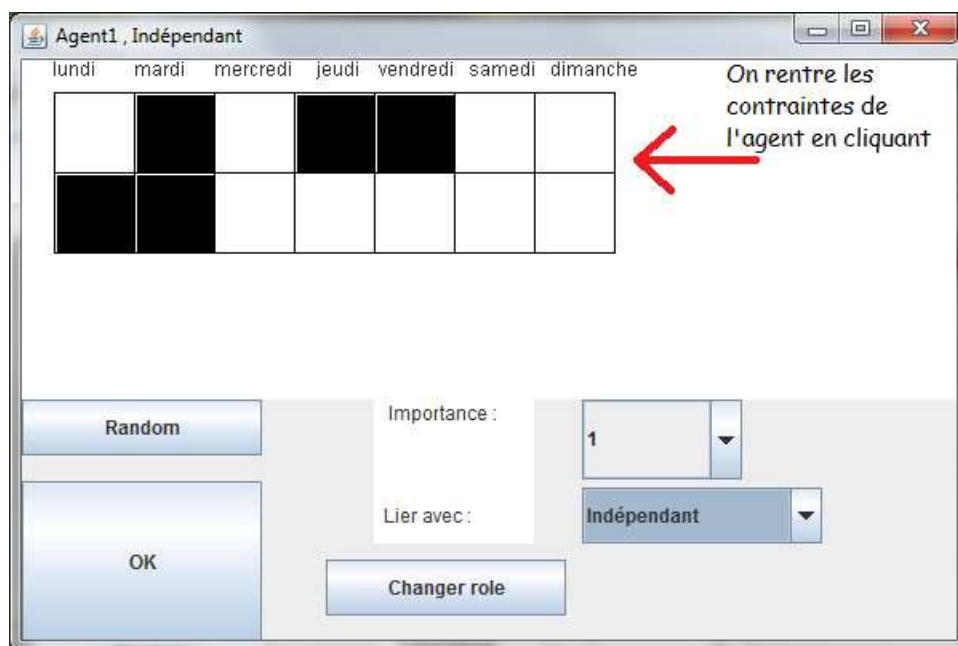 Agent1 , Indépendant
lundi mardi mercredi jeudi vendredi samedi dimanche
On rentre les
contraintes de
l'agent en cliquant
Random
Importance :
1
Lier avec :
Indépendant
OK
Changer role